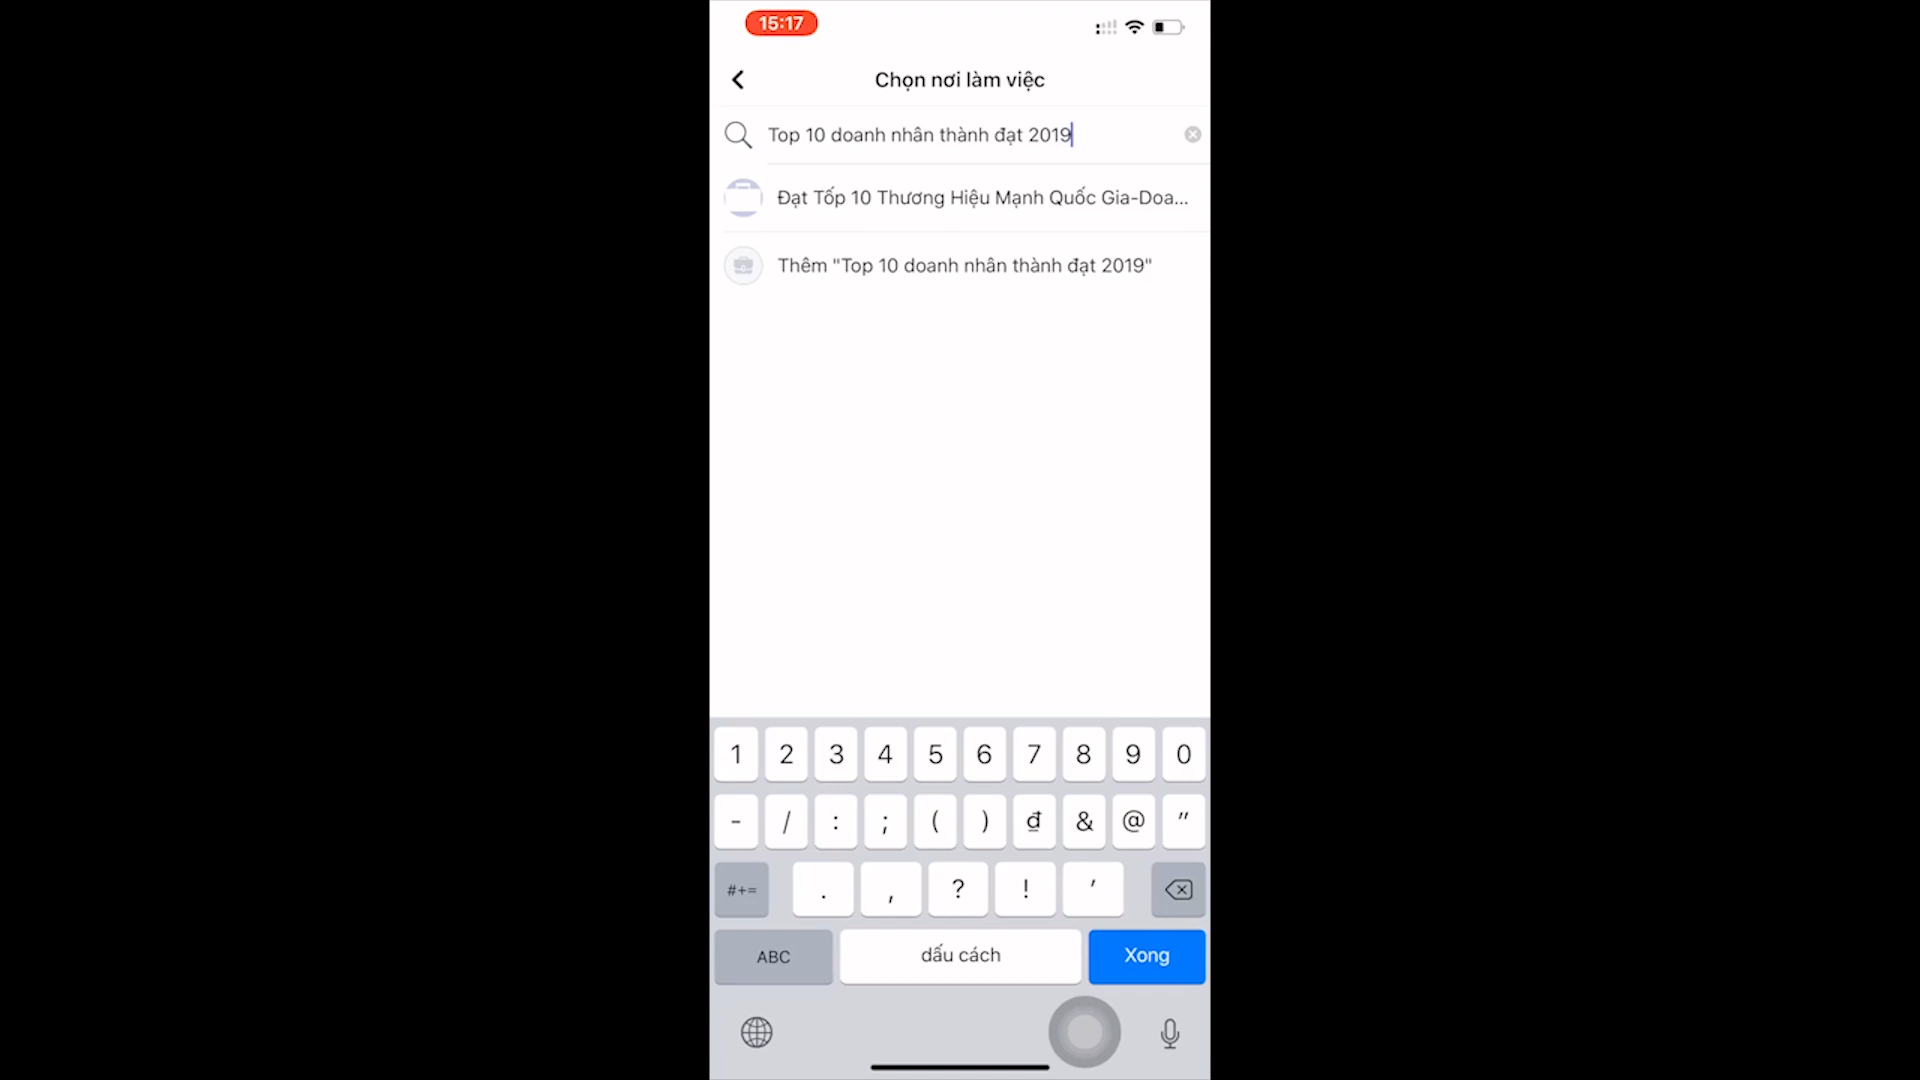 15:17
Chọn nơi làm việc
Top 10 doanh nhân thành đạt 2019
Đạt Tốp 10 Thương Hiệu Mạnh Quốc Gia-Doa...
Thêm "Top 10 doanh nhân thành đạt 2019"
1 2 3 4 5 6 7 8 9 0
- / : ; ( ) ₫ & @ "
#+= . , ? ! '
ABC dấu cách Xong